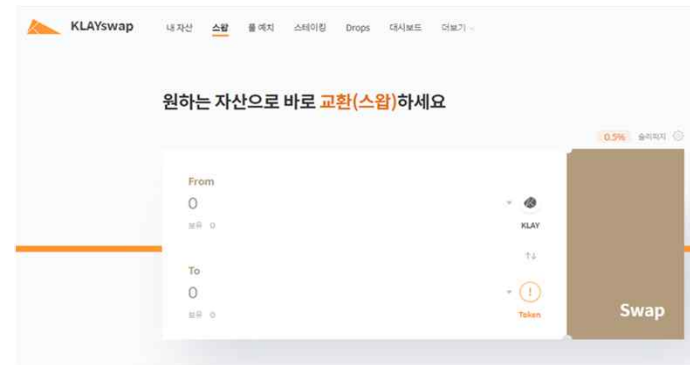 KLAYswap 내 자산 스왑 풀 예치 스테이킹 Drops 대시보드 더보기
원하는 자산으로 바로 교환(스왑)하세요
0.5% 슬리피지
From
0
보유 0
KLAY
To
0
보유 0
Token
Swap